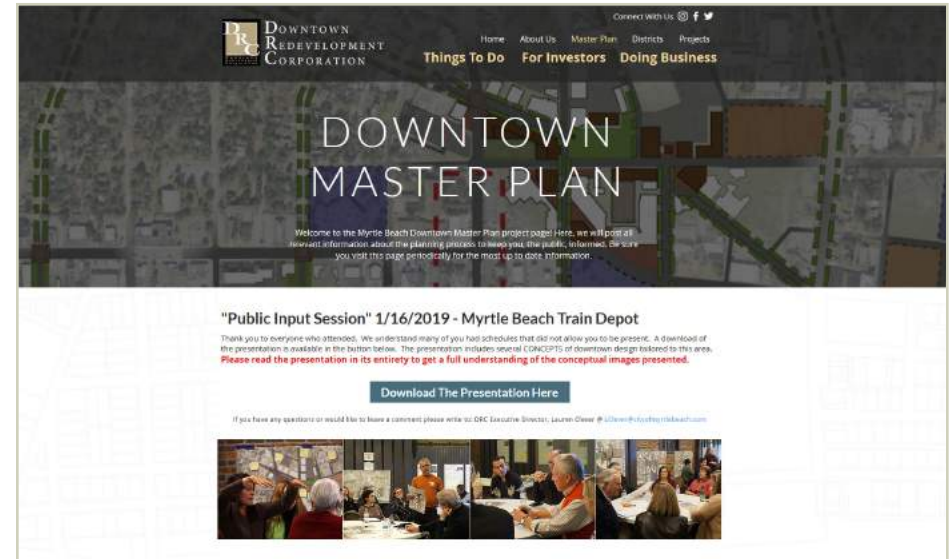 Connect With Us
DRC
DOWNTOWN
REDEVELOPMENT
CORPORATION
Home About Us Master Plan Districts Projects
Things To Do For Investors Doing Business
DOWNTOWN
MASTER PLAN
Welcome to the Myrtle Beach Downtown Master Plan project page! Here, we will post all
relevant information about the planning process to keep you, the public, informed. Be sure
you visit this page periodically for the most up to date information.
"Public Input Session" 1/16/2019 - Myrtle Beach Train Depot
Thank you to everyone who attended. We understand many of you had schedules that did not allow you to be present. A download of
the presentation is available in the button below. The presentation includes several CONCEPTS of downtown design tailored to this area.
Please read the presentation in its entirety to get a full understanding of the conceptual images presented.
Download The Presentation Here
If you have any questions or would like to leave a comment please write to: DRC Executive Director, Lauren Clever @